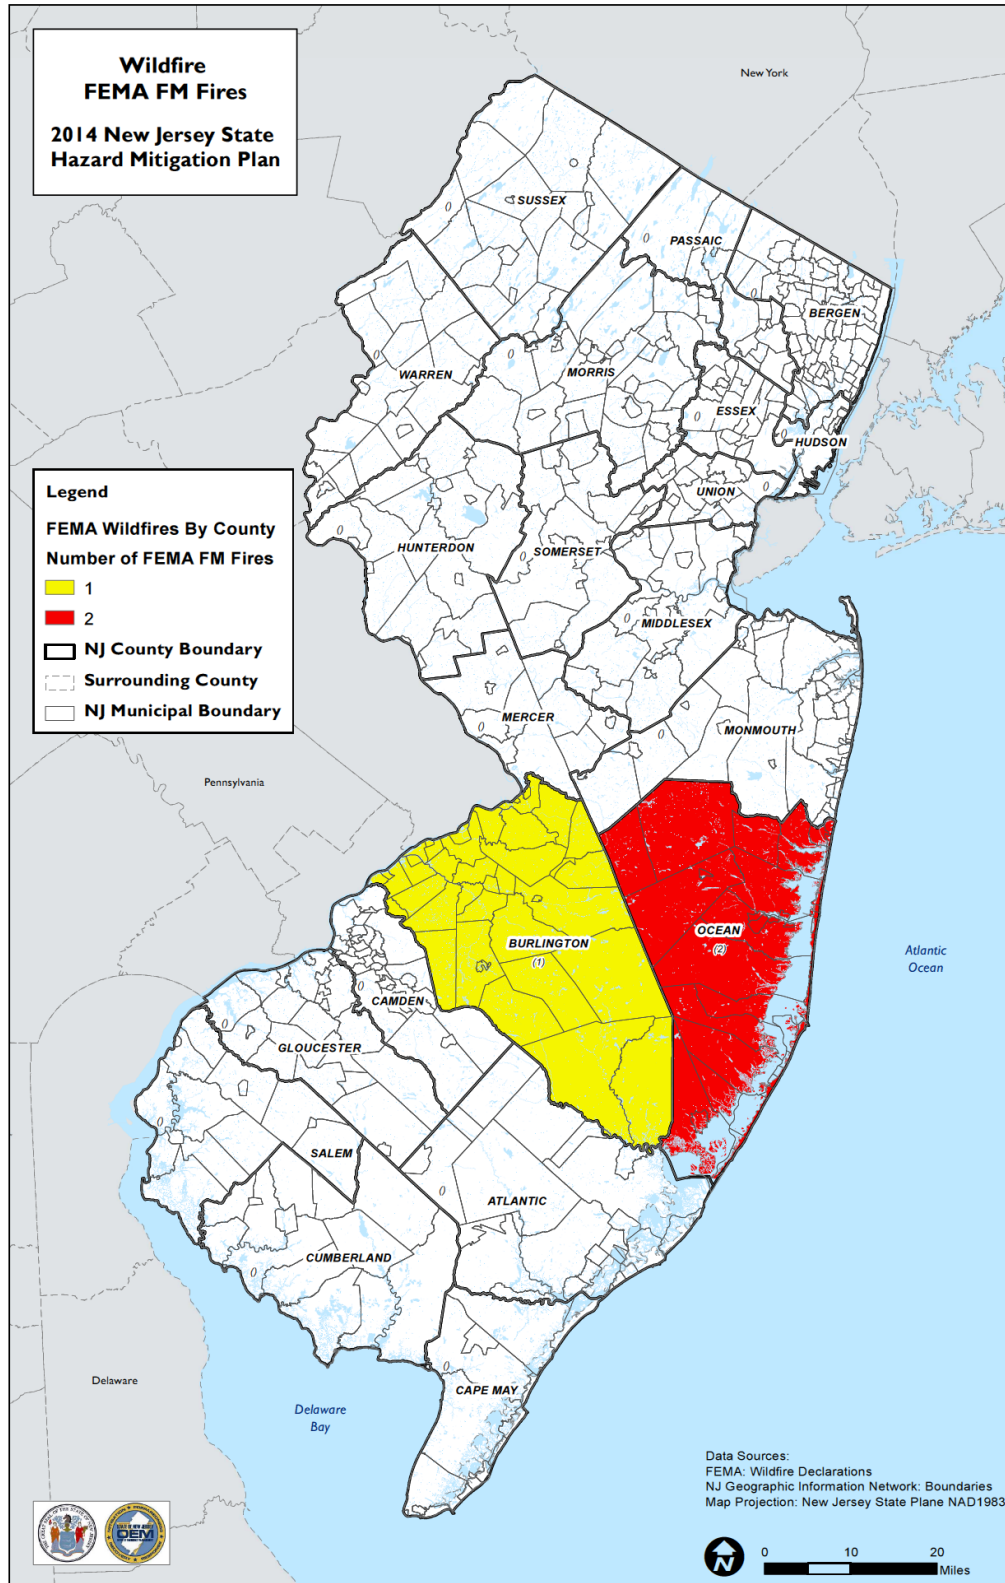 Wildfire
FEMA FM Fires
2014 New Jersey State
Hazard Mitigation Plan
New York
SUSSEX
()
PASSAIC
()
()
BERGEN
()
WARREN
()
MORRIS
()
ESSEX
()
HUDSON
UNION
()
Legend
FEMA Wildfires By County
Number of FEMA FM Fires
1
2
NJ County Boundary
Surrounding County
NJ Municipal Boundary
()
HUNTERDON
()
SOMERSET
()
MIDDLESEX
()
MERCER
()
MONMOUTH
Pennsylvania
BURLINGTON
(1)
OCEAN
(2)
Atlantic
Ocean
()
CAMDEN
()
GLOUCESTER
()
SALEM
()
ATLANTIC
()
CUMBERLAND
()
CAPE MAY
Delaware
Delaware
Bay
Data Sources:
FEMA: Wildfire Declarations
NJ Geographic Information Network: Boundaries
Map Projection: New Jersey State Plane NAD1983
OEM
N
0 10 20
Miles